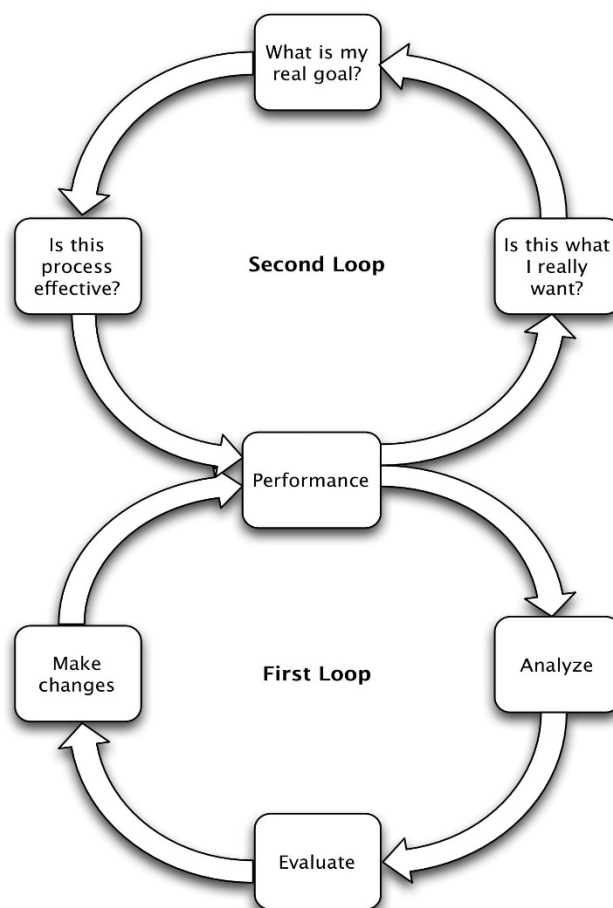 What is my
real goal?
Is this
process
effective?
Second Loop
Is this what
I really
want?
Performance
Make
changes
First Loop
Analyze
Evaluate